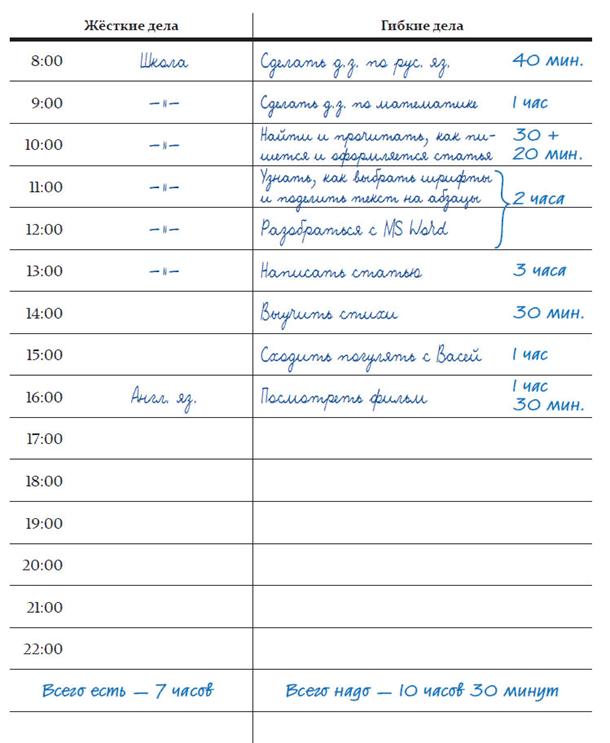 Жёсткие дела Гибкие дела
8:00 Школа Сделать д.з. по рус. яз. 40 мин.
9:00 –〃– Сделать д.з. по математике 1 час
10:00 –〃– Найти и прочитать, как пи- 30 +
шется и оформляется статья 20 мин.
11:00 –〃– Узнать, как выбрать шрифты
и поделить текст на абзацы 2 часа
12:00 –〃– Разобраться с MS Word
13:00 –〃– Написать статью 3 часа
14:00 Выучить стихи 30 мин.
15:00 Сходить погулять с Васей 1 час
16:00 Англ. яз. Посмотреть фильм 1 час
30 мин.
17:00
18:00
19:00
20:00
21:00
22:00
Всего есть – 7 часов Всего надо – 10 часов 30 минут